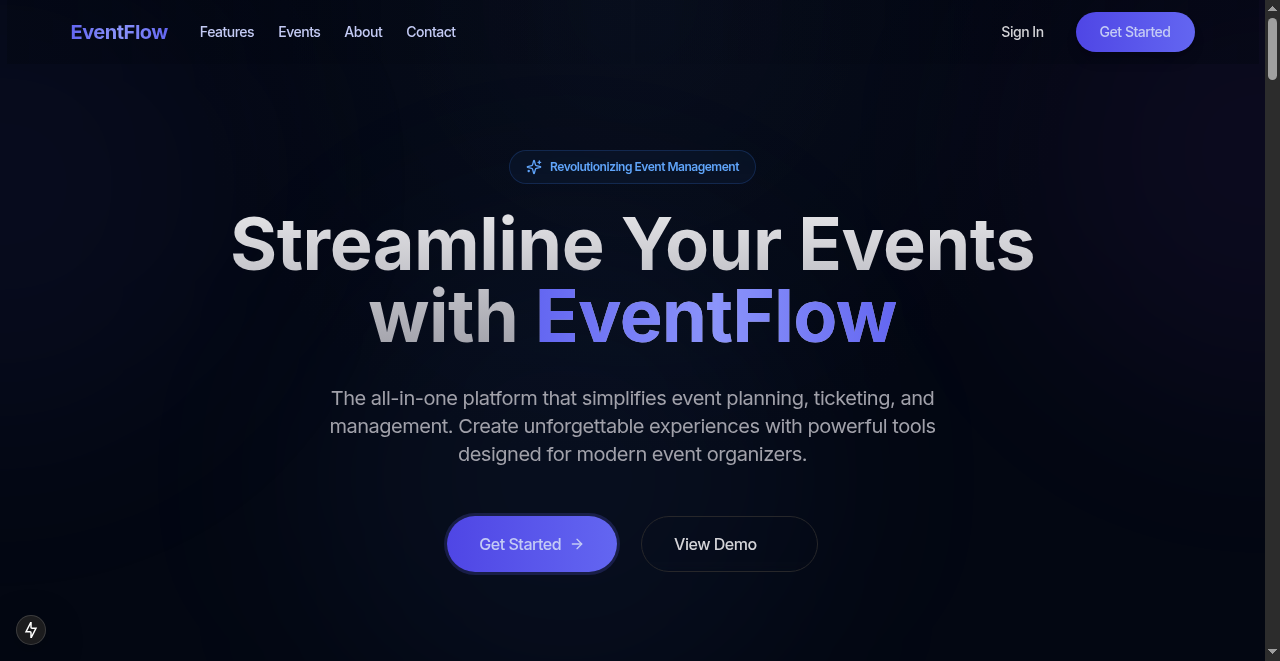 EventFlow
Features
Events
About
Contact
Sign In
Get Started
Revolutionizing Event Management
Streamline Your Events
with EventFlow
The all-in-one platform that simplifies event planning, ticketing, and
management. Create unforgettable experiences with powerful tools
designed for modern event organizers.
Get Started
View Demo